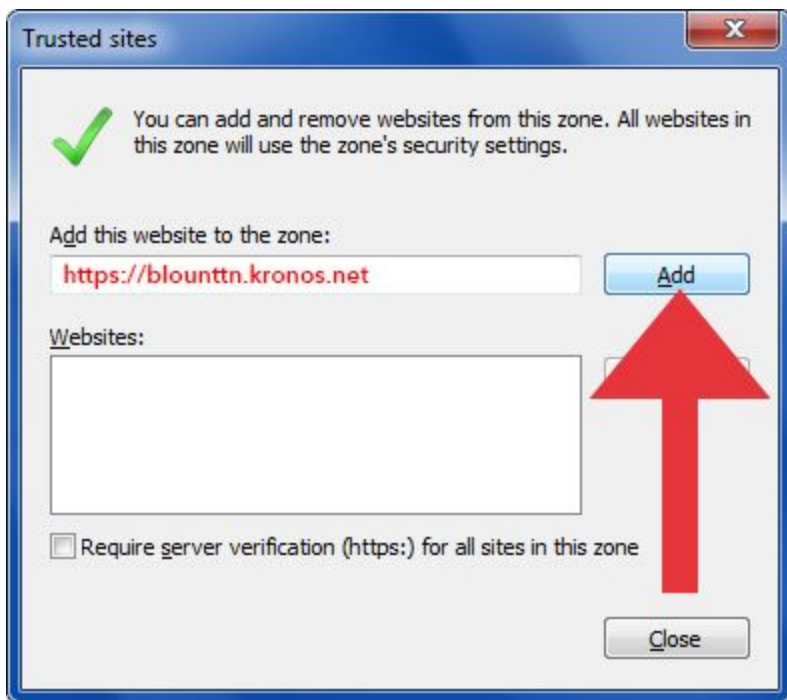 Trusted sites
You can add and remove websites from this zone. All websites in
this zone will use the zone's security settings.
Add this website to the zone:
https://blounttn.kronos.net
Add
Websites:
Require server verification (https:) for all sites in this zone
Close